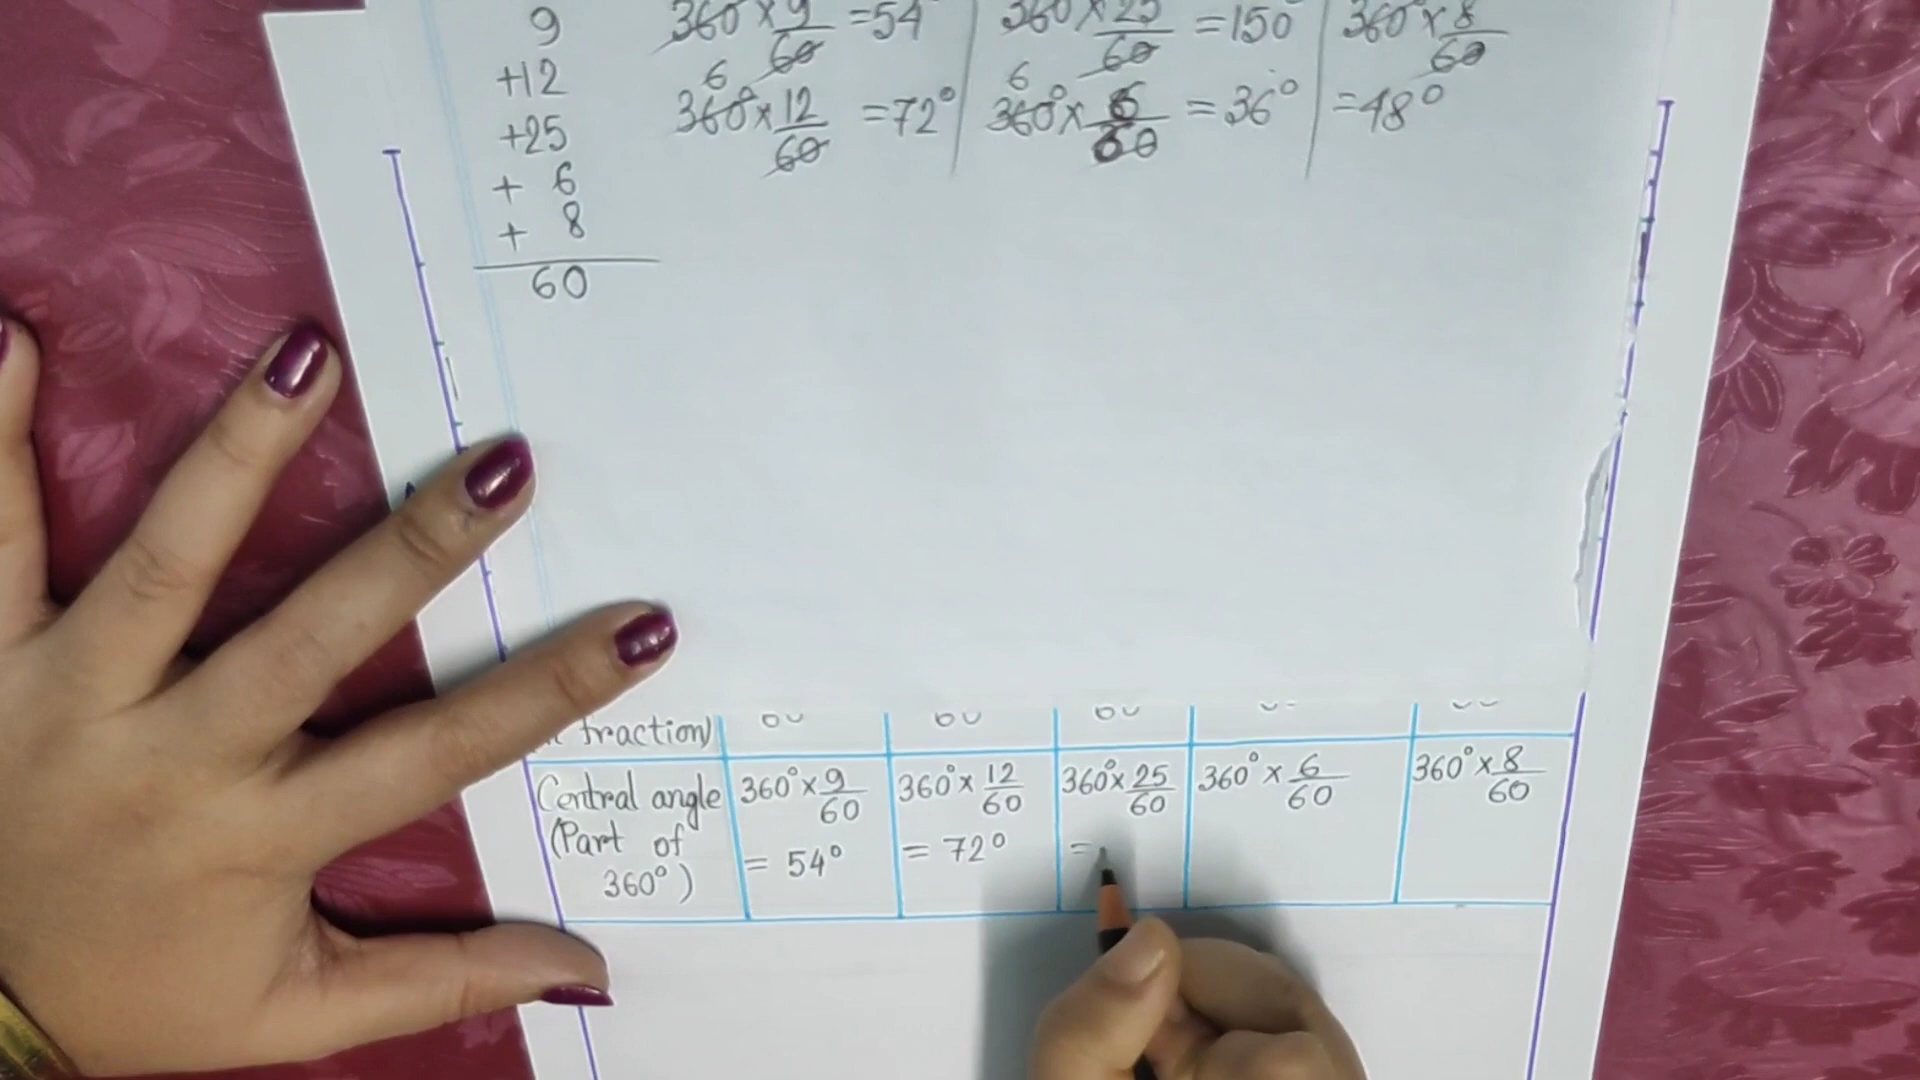 9
+12
+25
+ 6
+ 8
60
360° × 9/60 = 54°
6
360° × 12/60 = 72°
360° × 25/60 = 150°
6
360° × 6/60 = 36°
360° × 8/60
= 48°
fraction)
Central angle
(Part of
360°)
360° × 9/60
= 54°
360° × 12/60
= 72°
360° × 25/60
=
360° × 6/60
360° × 8/60